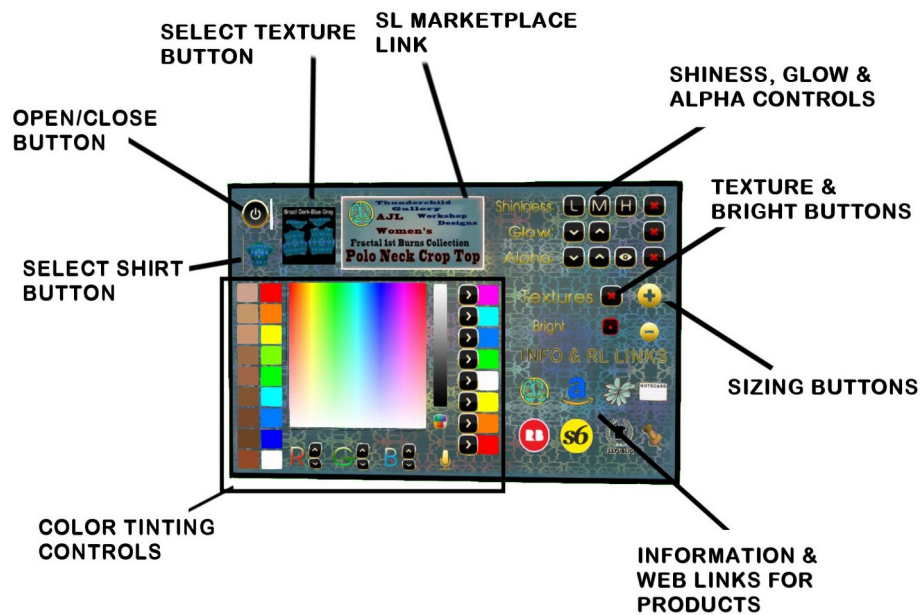 SL MARKETPLACE
LINK
SELECT TEXTURE
BUTTON
SHINESS, GLOW &
ALPHA CONTROLS
OPEN/CLOSE
BUTTON
TEXTURE &
BRIGHT BUTTONS
SELECT SHIRT
BUTTON
Brazil Dark-Blue Gray
Thunderchild
Gallery
AJL Workshop
Designs
Women's
Fractal 1st Burns Collection
Polo Neck Crop Top
Shininess L M H
Glow
Alpha
Textures
Bright
INFO & RL LINKS
a
NOTECARD
RB
s6
R G B
SIZING BUTTONS
COLOR TINTING
CONTROLS
INFORMATION &
WEB LINKS FOR
PRODUCTS